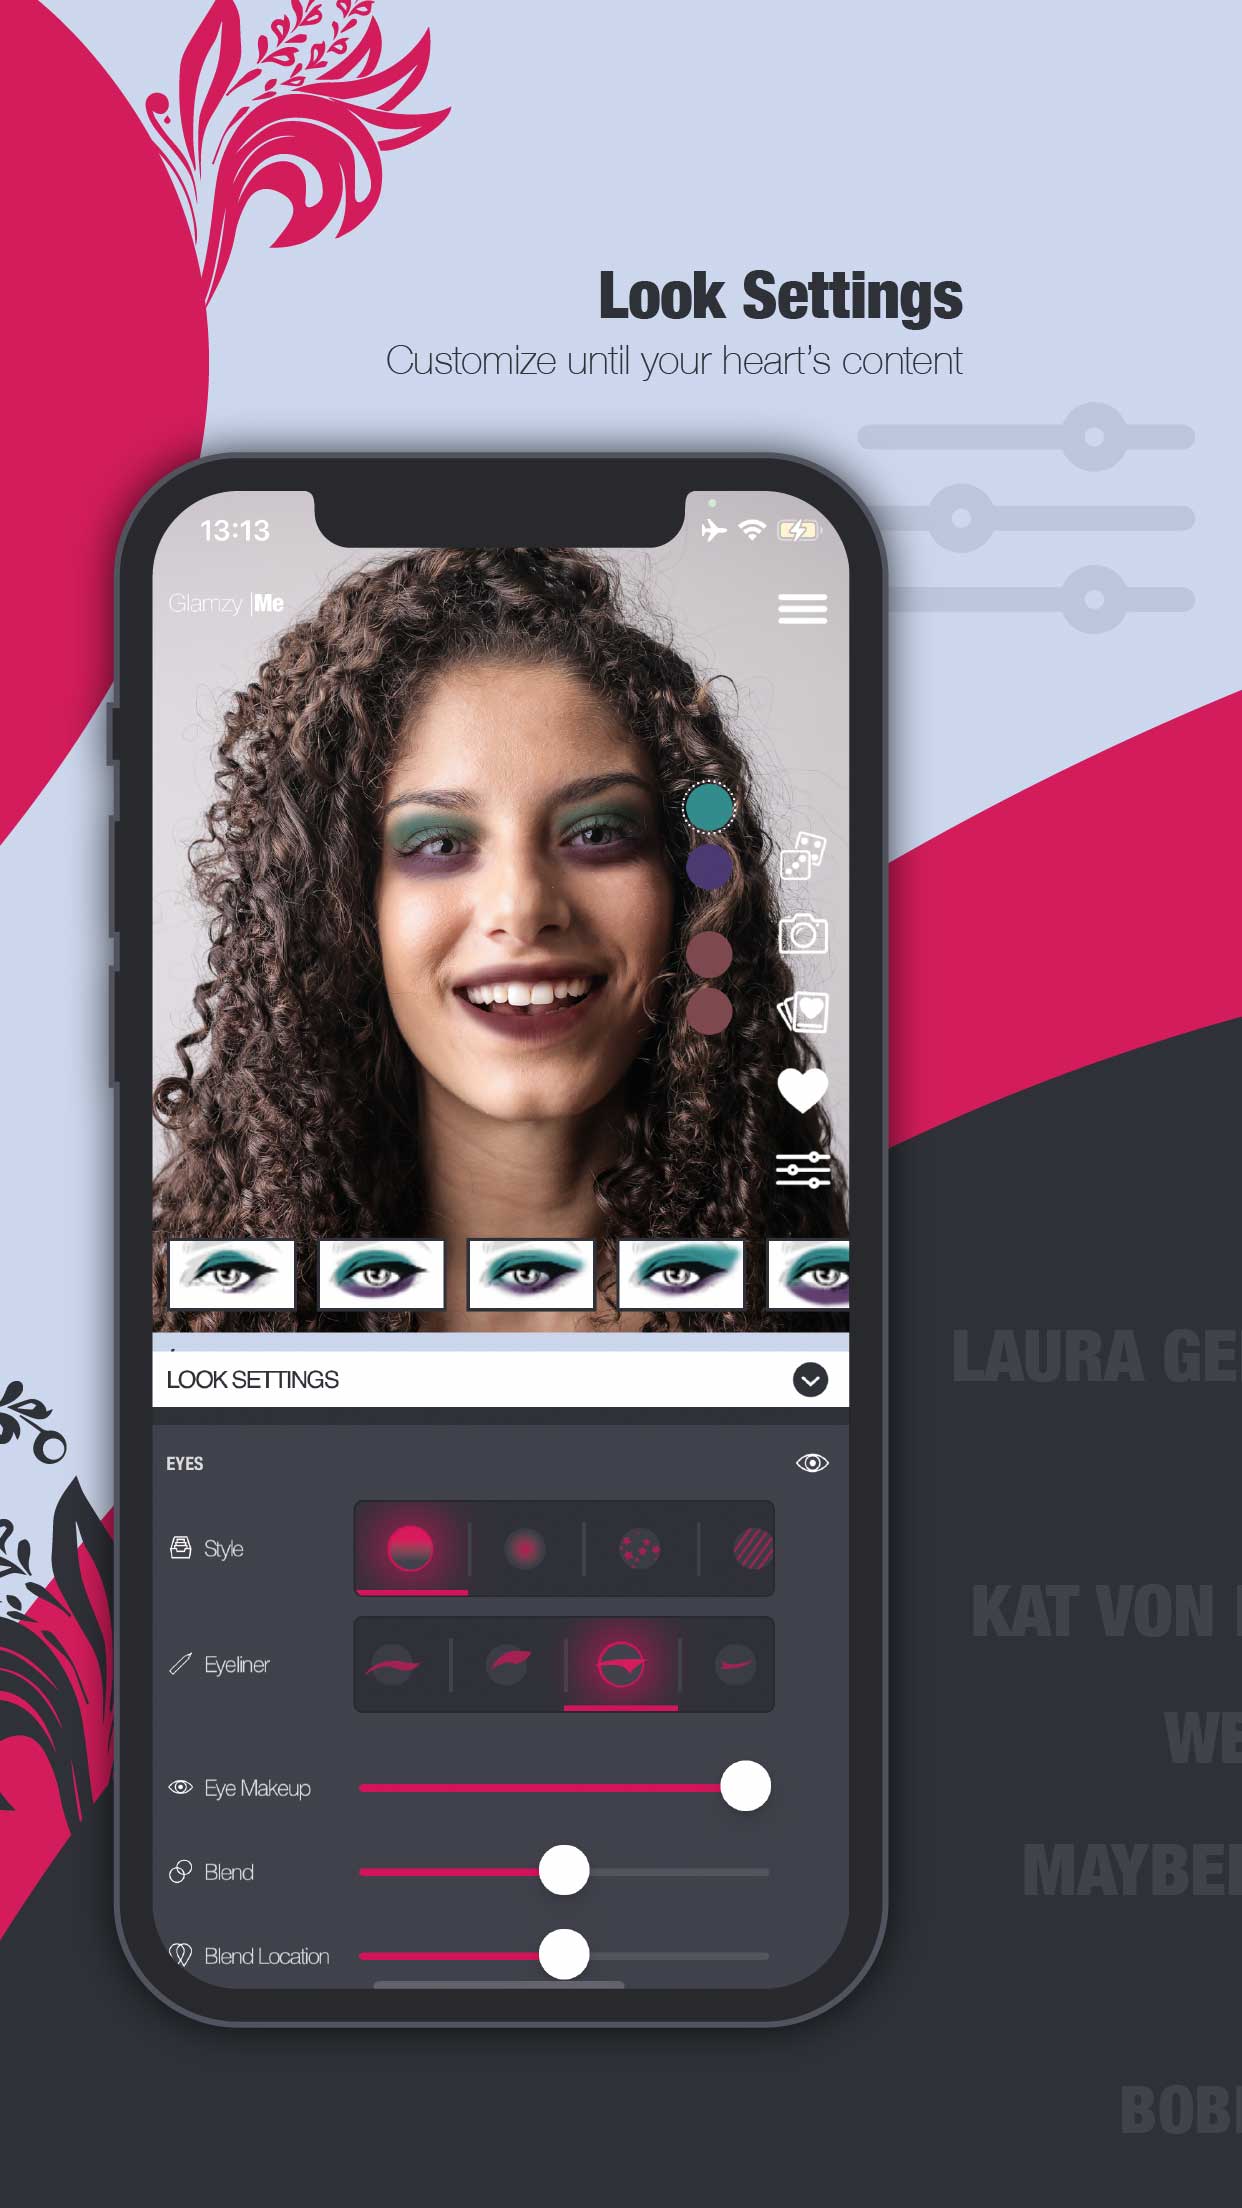 Look Settings
Customize until your heart's content
13:13
Glamzy |Me
LOOK SETTINGS
EYES
Style
Eyeliner
Eye Makeup
Blend
Blend Location
LAURA GE
KAT VON
WE
MAYBE
BOB